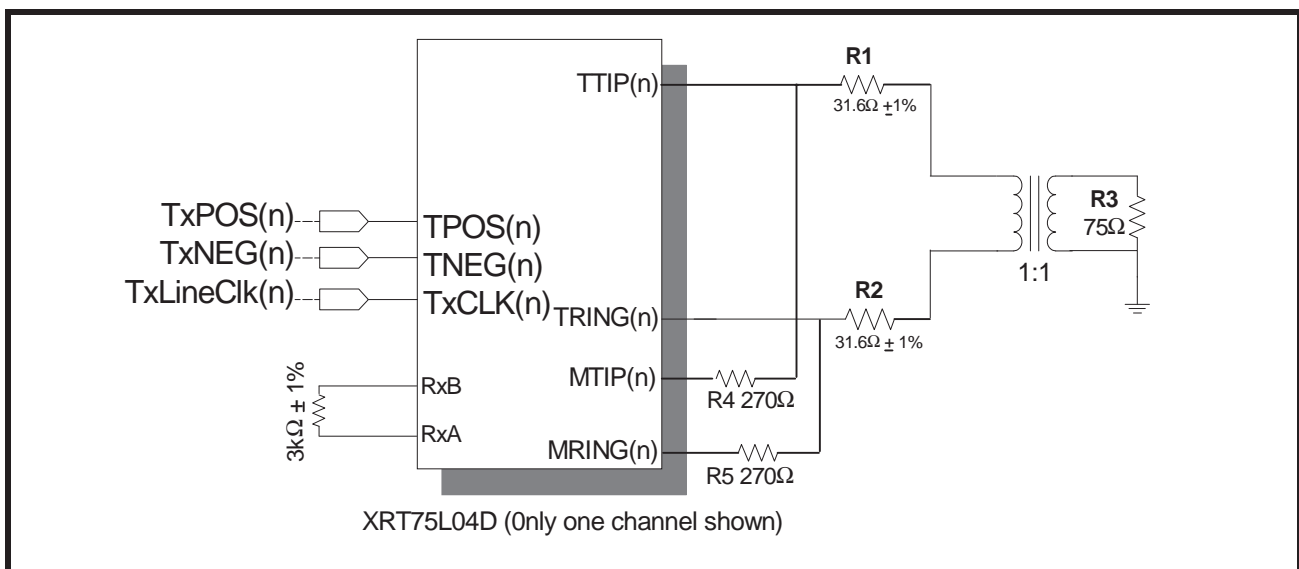 R1
TTIP(n)
31.6Ω ±1%
TxPOS(n)
TPOS(n)
R3
75Ω
TxNEG(n)
TNEG(n)
1:1
TxLineClk(n)
TxCLK(n)
R2
TRING(n)
31.6Ω ± 1%
MTIP(n)
RxB
R4 270Ω
3kΩ ± 1%
RxA
MRING(n)
R5 270Ω
XRT75L04D (0nly one channel shown)